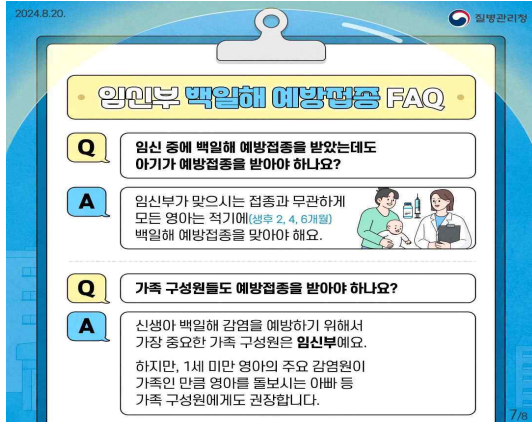 2024.8.20.
질병관리청
임신부 백일해 예방접종 FAQ
Q
임신 중에 백일해 예방접종을 받았는데도
아기가 예방접종을 받아야 하나요?
A
임신부가 맞으시는 접종과 무관하게
모든 영아는 적기에(생후 2, 4, 6개월)
백일해 예방접종을 맞아야 해요.
Q
가족 구성원들도 예방접종을 받아야 하나요?
A
신생아 백일해 감염을 예방하기 위해서
가장 중요한 가족 구성원은 임신부예요.
하지만, 1세 미만 영아의 주요 감염원이
가족인 만큼 영아를 돌보시는 아빠 등
가족 구성원에게도 권장합니다.
7/8